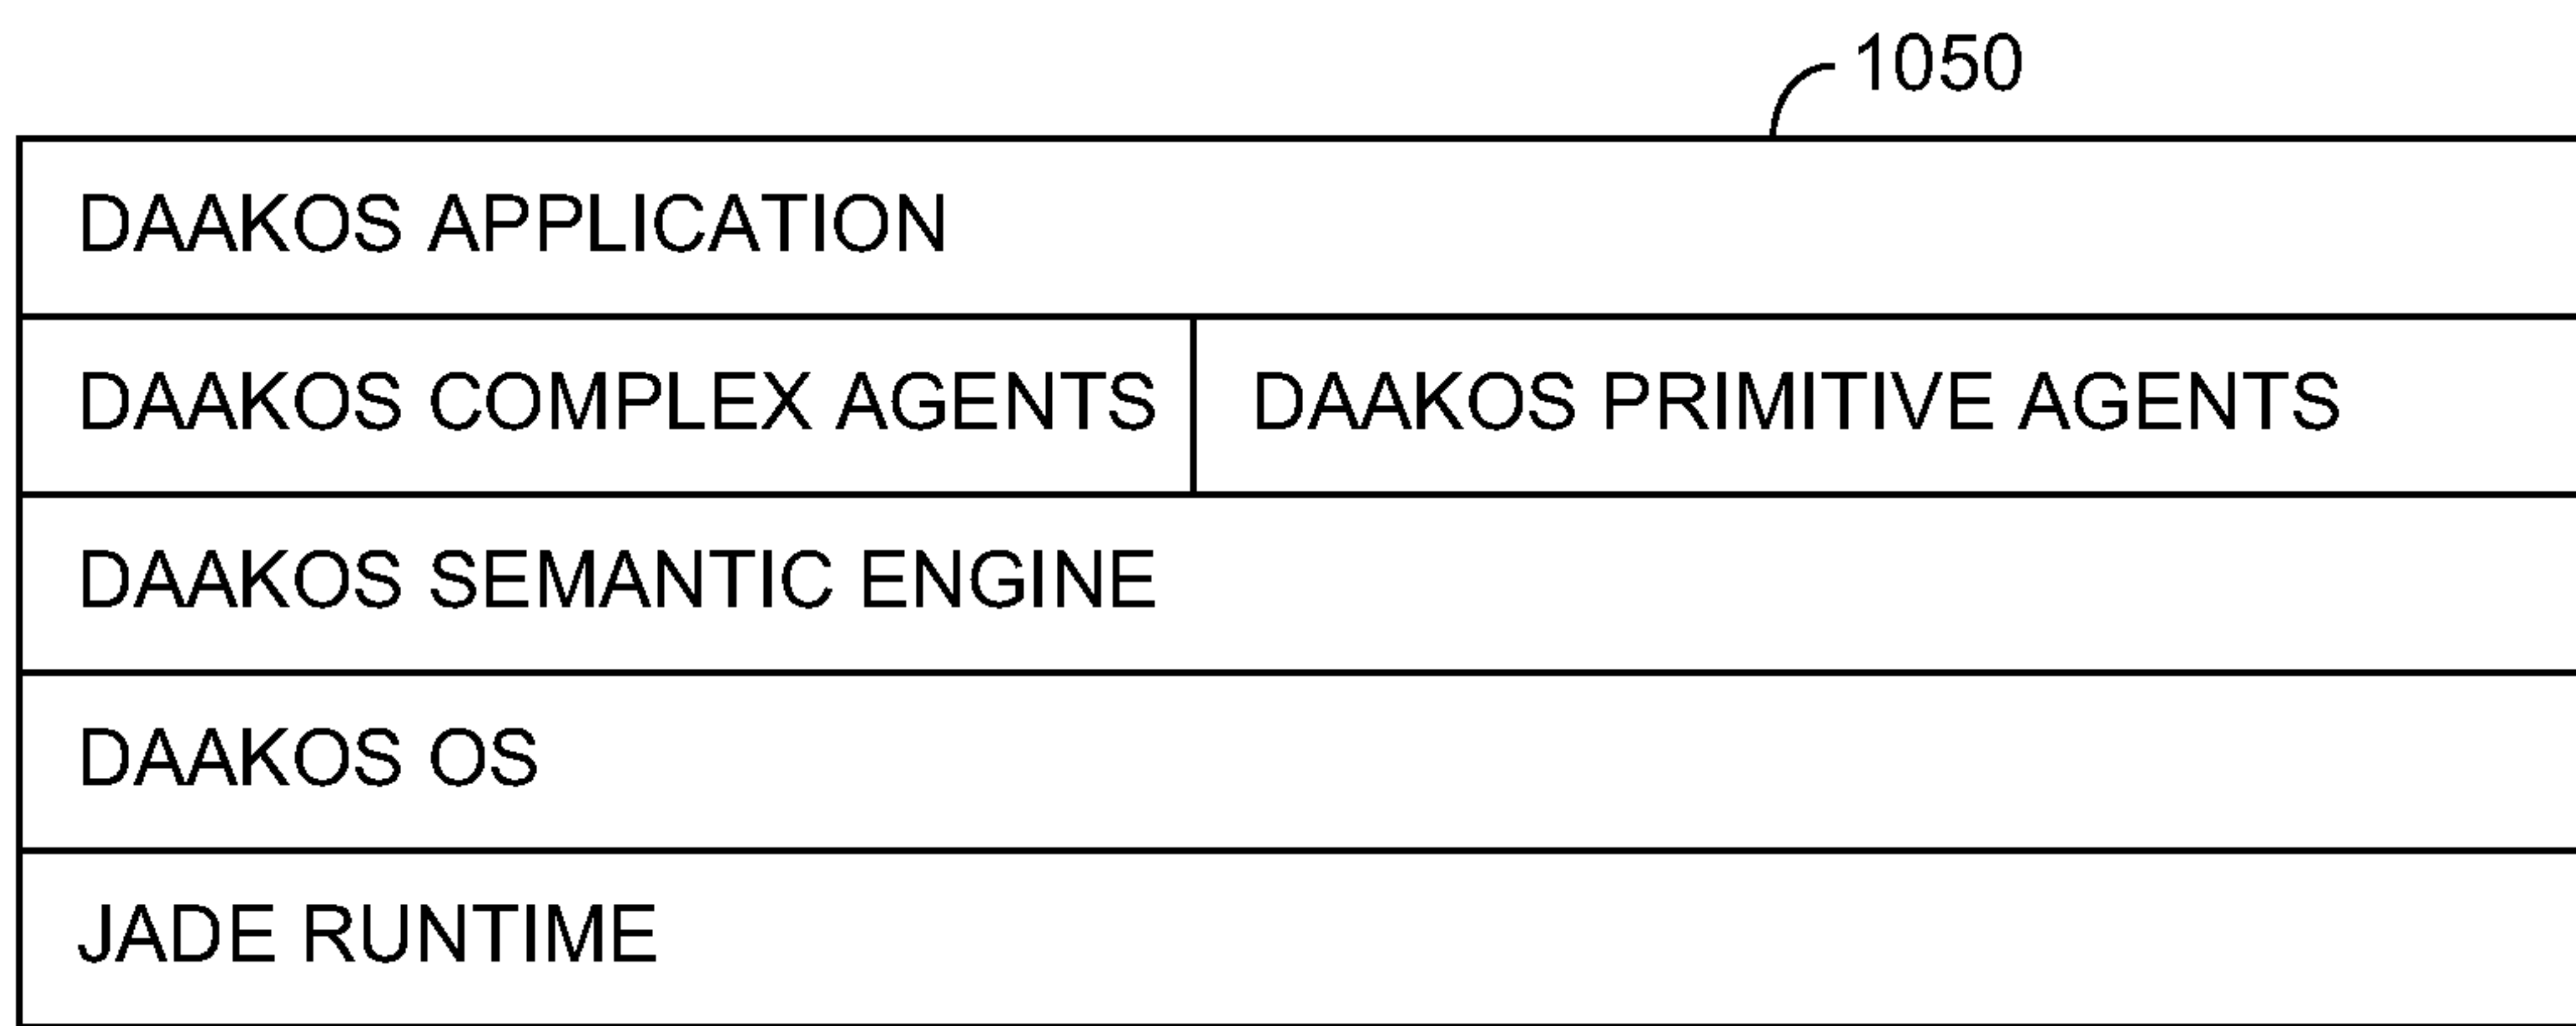 1050
DAAKOS APPLICATION
DAAKOS COMPLEX AGENTS
DAAKOS PRIMITIVE AGENTS
DAAKOS SEMANTIC ENGINE
DAAKOS OS
JADE RUNTIME